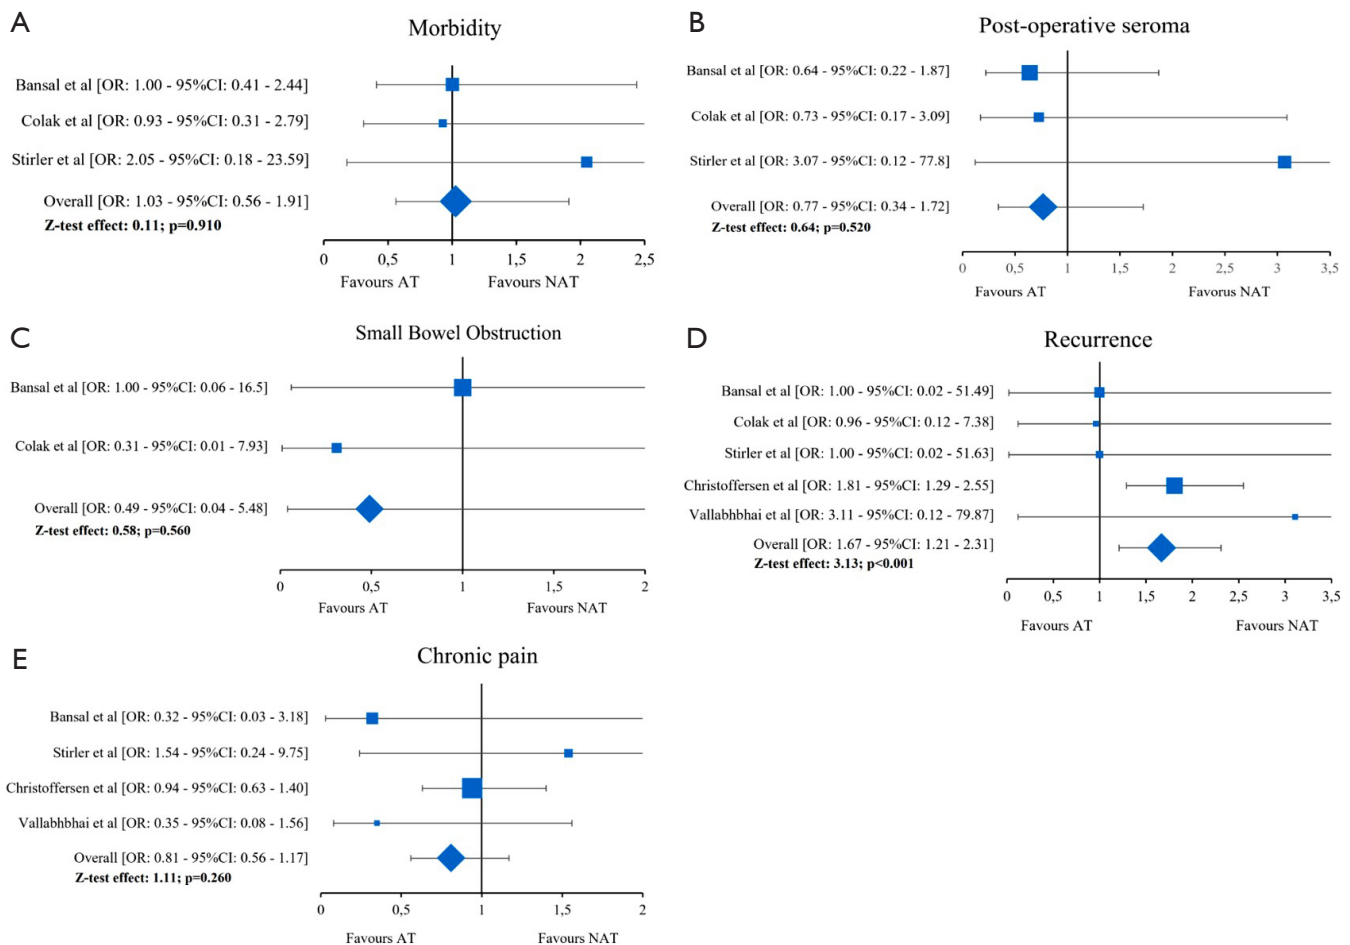 A
Morbidity
Bansal et al [OR: 1.00 - 95%CI: 0.41 - 2.44]
Colak et al [OR: 0.93 - 95%CI: 0.31 - 2.79]
Stirler et al [OR: 2.05 - 95%CI: 0.18 - 23.59]
Overall [OR: 1.03 - 95%CI: 0.56 - 1.91]
Z-test effect: 0.11; p=0.910
0 0,5 1 1,5 2 2,5
Favours AT Favours NAT
B
Post-operative seroma
Bansal et al [OR: 0.64 - 95%CI: 0.22 - 1.87]
Colak et al [OR: 0.73 - 95%CI: 0.17 - 3.09]
Stirler et al [OR: 3.07 - 95%CI: 0.12 - 77.8]
Overall [OR: 0.77 - 95%CI: 0.34 - 1.72]
Z-test effect: 0.64; p=0.520
0 0,5 1 1,5 2 2,5 3 3,5
Favours AT Favorus NAT
C
Small Bowel Obstruction
Bansal et al [OR: 1.00 - 95%CI: 0.06 - 16.5]
Colak et al [OR: 0.31 - 95%CI: 0.01 - 7.93]
Overall [OR: 0.49 - 95%CI: 0.04 - 5.48]
Z-test effect: 0.58; p=0.560
0 0,5 1 1,5 2
Favours AT Favours NAT
D
Recurrence
Bansal et al [OR: 1.00 - 95%CI: 0.02 - 51.49]
Colak et al [OR: 0.96 - 95%CI: 0.12 - 7.38]
Stirler et al [OR: 1.00 - 95%CI: 0.02 - 51.63]
Christoffersen et al [OR: 1.81 - 95%CI: 1.29 - 2.55]
Vallabhbhai et al [OR: 3.11 - 95%CI: 0.12 - 79.87]
Overall [OR: 1.67 - 95%CI: 1.21 - 2.31]
Z-test effect: 3.13; p<0.001
0 0,5 1 1,5 2 2,5 3 3,5
Favours AT Favours NAT
E
Chronic pain
Bansal et al [OR: 0.32 - 95%CI: 0.03 - 3.18]
Stirler et al [OR: 1.54 - 95%CI: 0.24 - 9.75]
Christoffersen et al [OR: 0.94 - 95%CI: 0.63 - 1.40]
Vallabhbhai et al [OR: 0.35 - 95%CI: 0.08 - 1.56]
Overall [OR: 0.81 - 95%CI: 0.56 - 1.17]
Z-test effect: 1.11; p=0.260
0 0,5 1 1,5 2
Favours AT Favours NAT